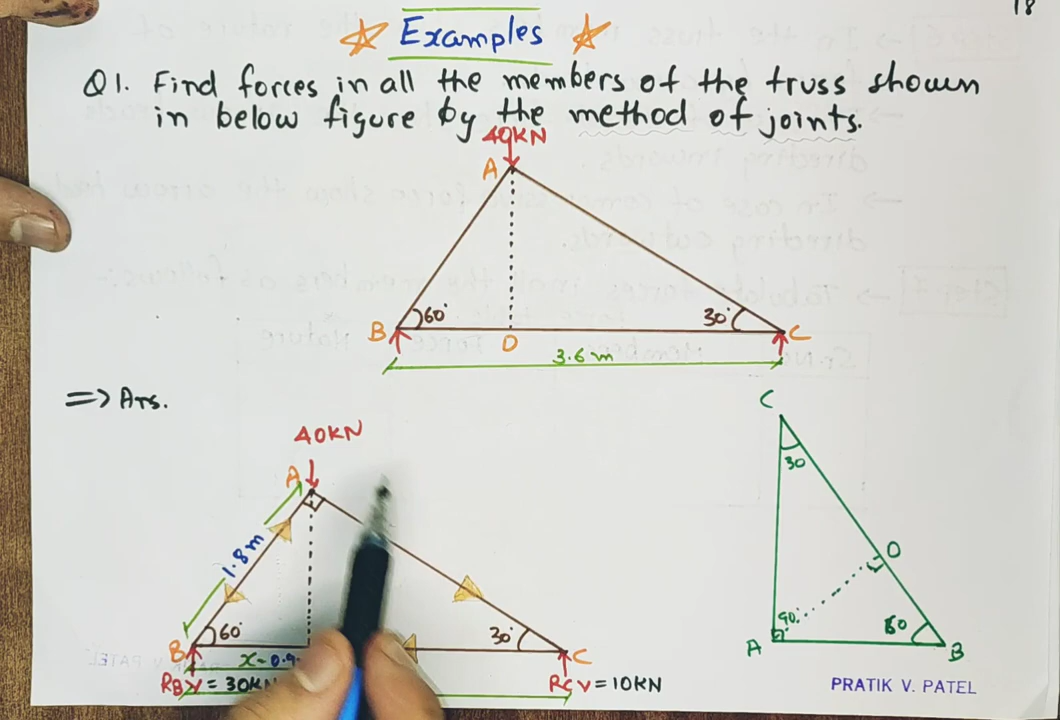 18
Examples
Q1. Find forces in all the members of the truss shown
in below figure by the method of joints.
40KN
A
B 60° 30° C
D
3.6 m
=> Ans.
40KN
A
1.8m
B 60° 30° C
x=0.9
RBV = 30KN
RCV = 10KN
C
30
D
90°
60
A B
PRATIK V. PATEL